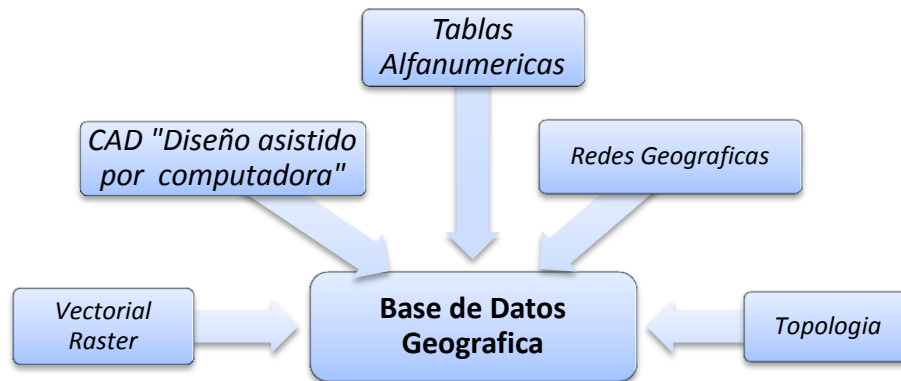 Tablas
Alfanumericas
CAD "Diseño asistido
por computadora"
Redes Geograficas
Vectorial
Raster
Base de Datos
Geografica
Topologia